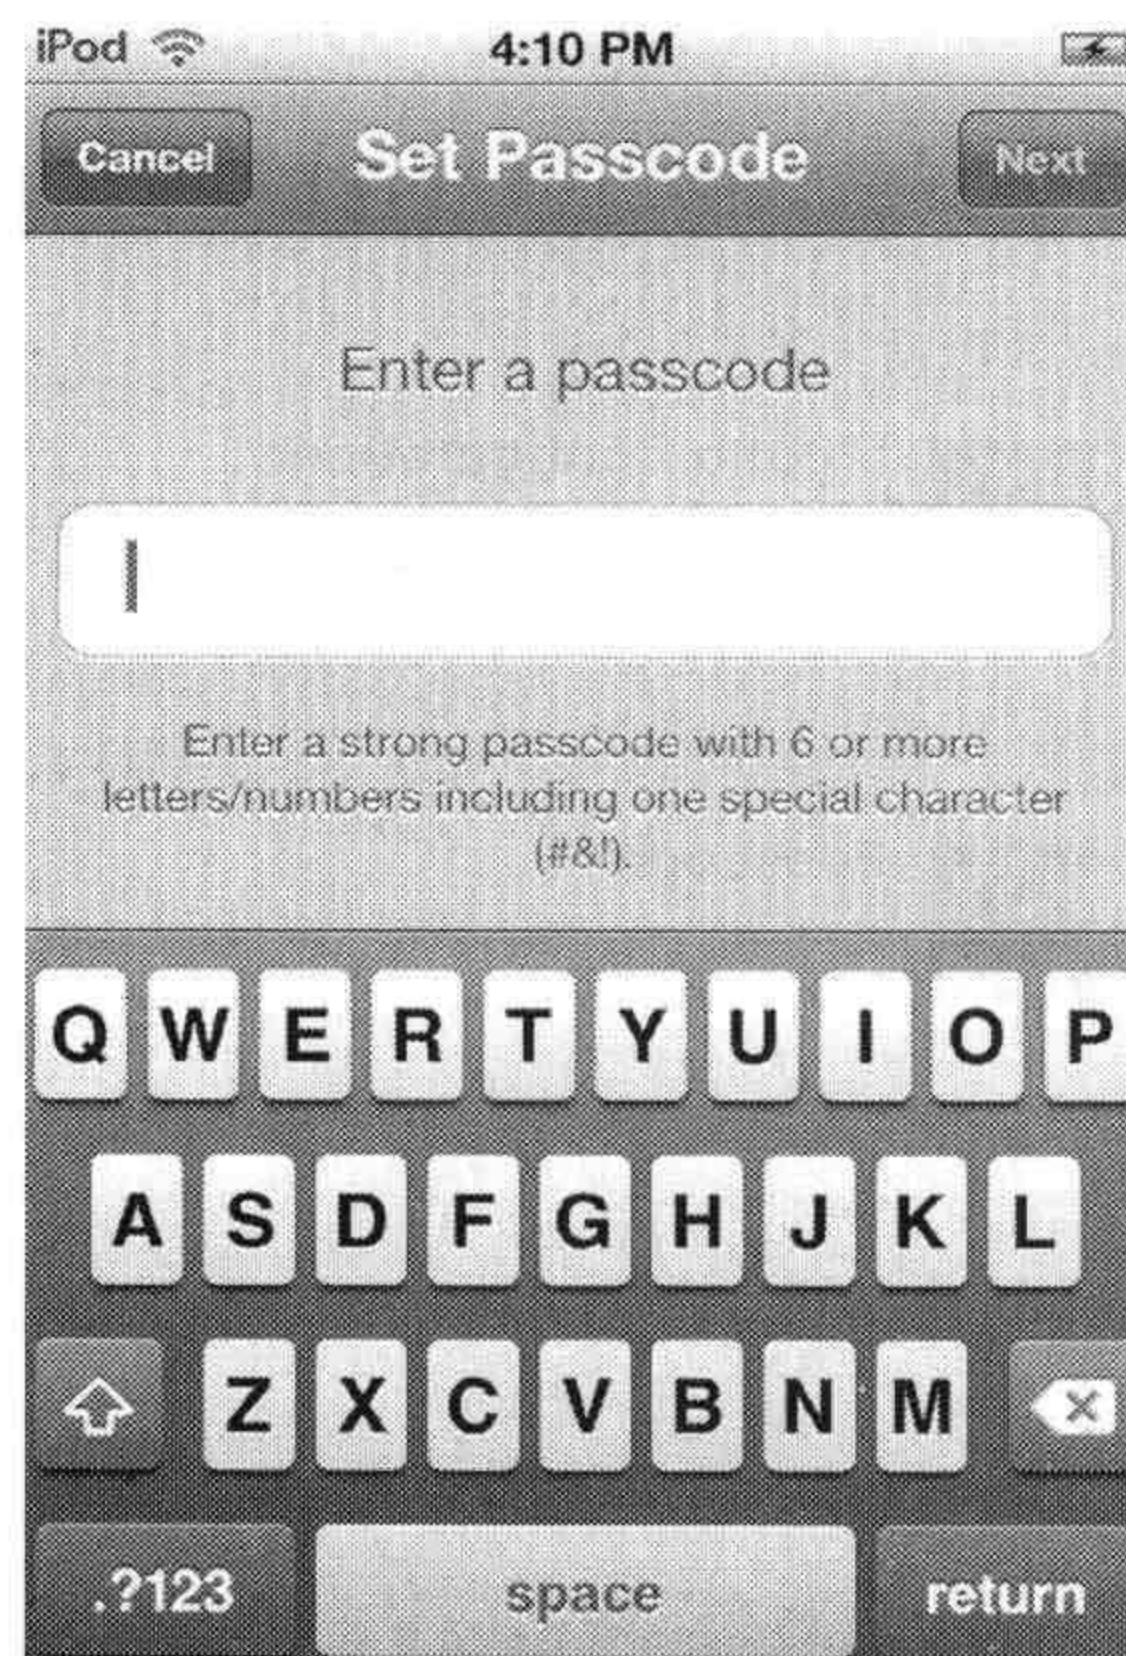 iPod 4:10 PM
Cancel Set Passcode Next
Enter a passcode
Enter a strong passcode with 6 or more
letters/numbers including one special character
(#&!).
Q W E R T Y U I O P
A S D F G H J K L
Z X C V B N M
.?123 space return